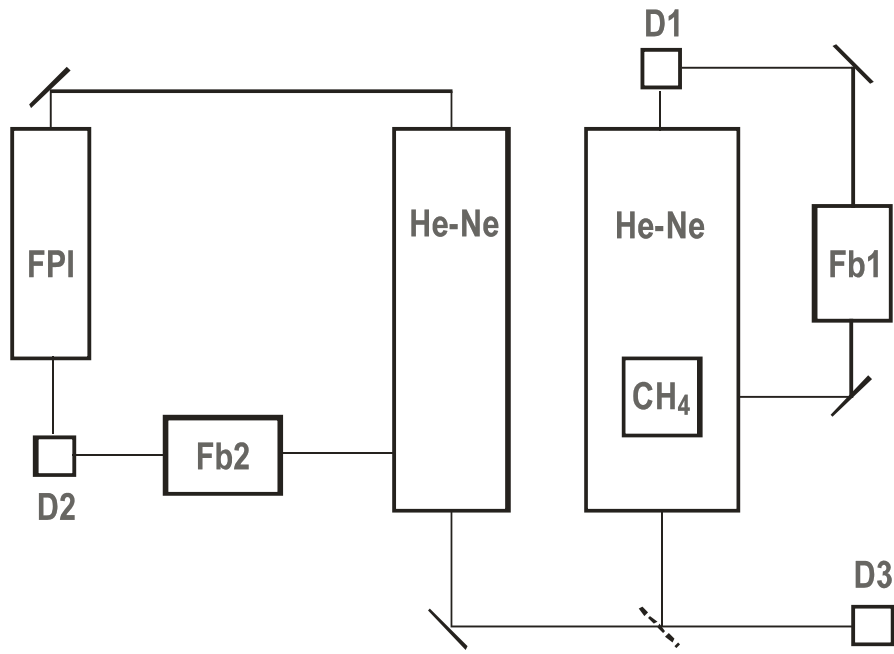 D1
He-Ne
He-Ne
FPI
Fb1
CH₄
Fb2
D2
D3